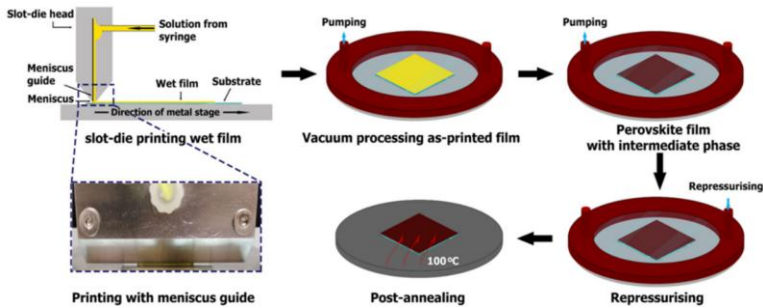 Slot-die head
Solution from
syringe
Meniscus
guide
Meniscus
Wet film
Substrate
Direction of metal stage
slot-die printing wet film
Pumping
Vacuum processing as-printed film
Pumping
Perovskite film
with intermediate phase
Printing with meniscus guide
100 °C
Post-annealing
Repressurising
Repressurising